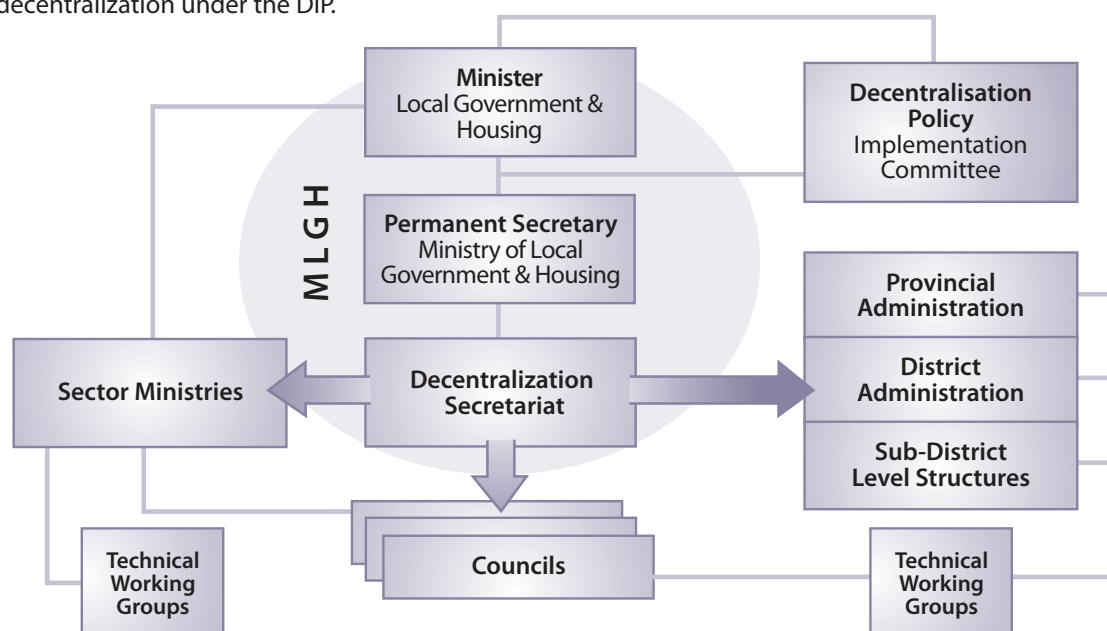 decentralization under the DIP.
Minister
Local Government &
Housing
Decentralisation
Policy
Implementation
Committee
MLGH
Permanent Secretary
Ministry of Local
Government & Housing
Provincial
Administration
Sector Ministries
Decentralization
Secretariat
District
Administration
Sub-District
Level Structures
Technical
Working
Groups
Councils
Technical
Working
Groups